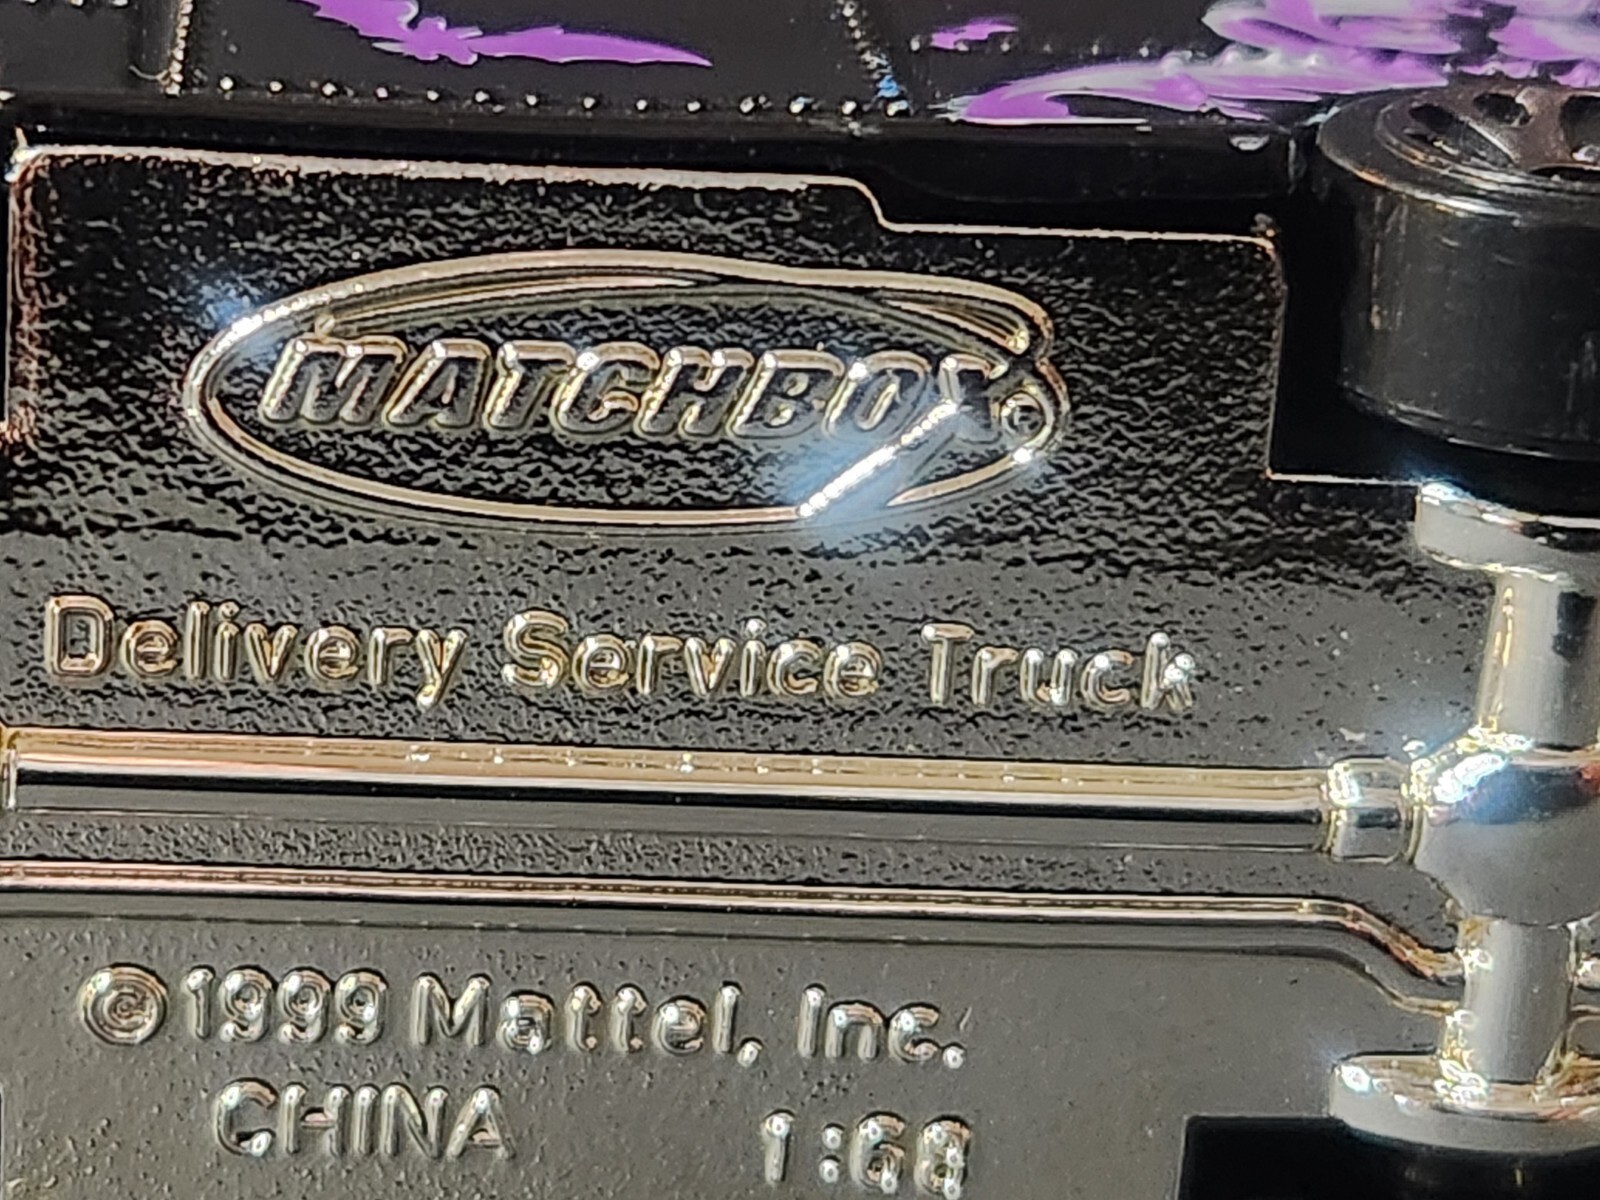 MATCHBOX®
Delivery Service Truck
©1999 Mattel, Inc.
CHINA 1:68